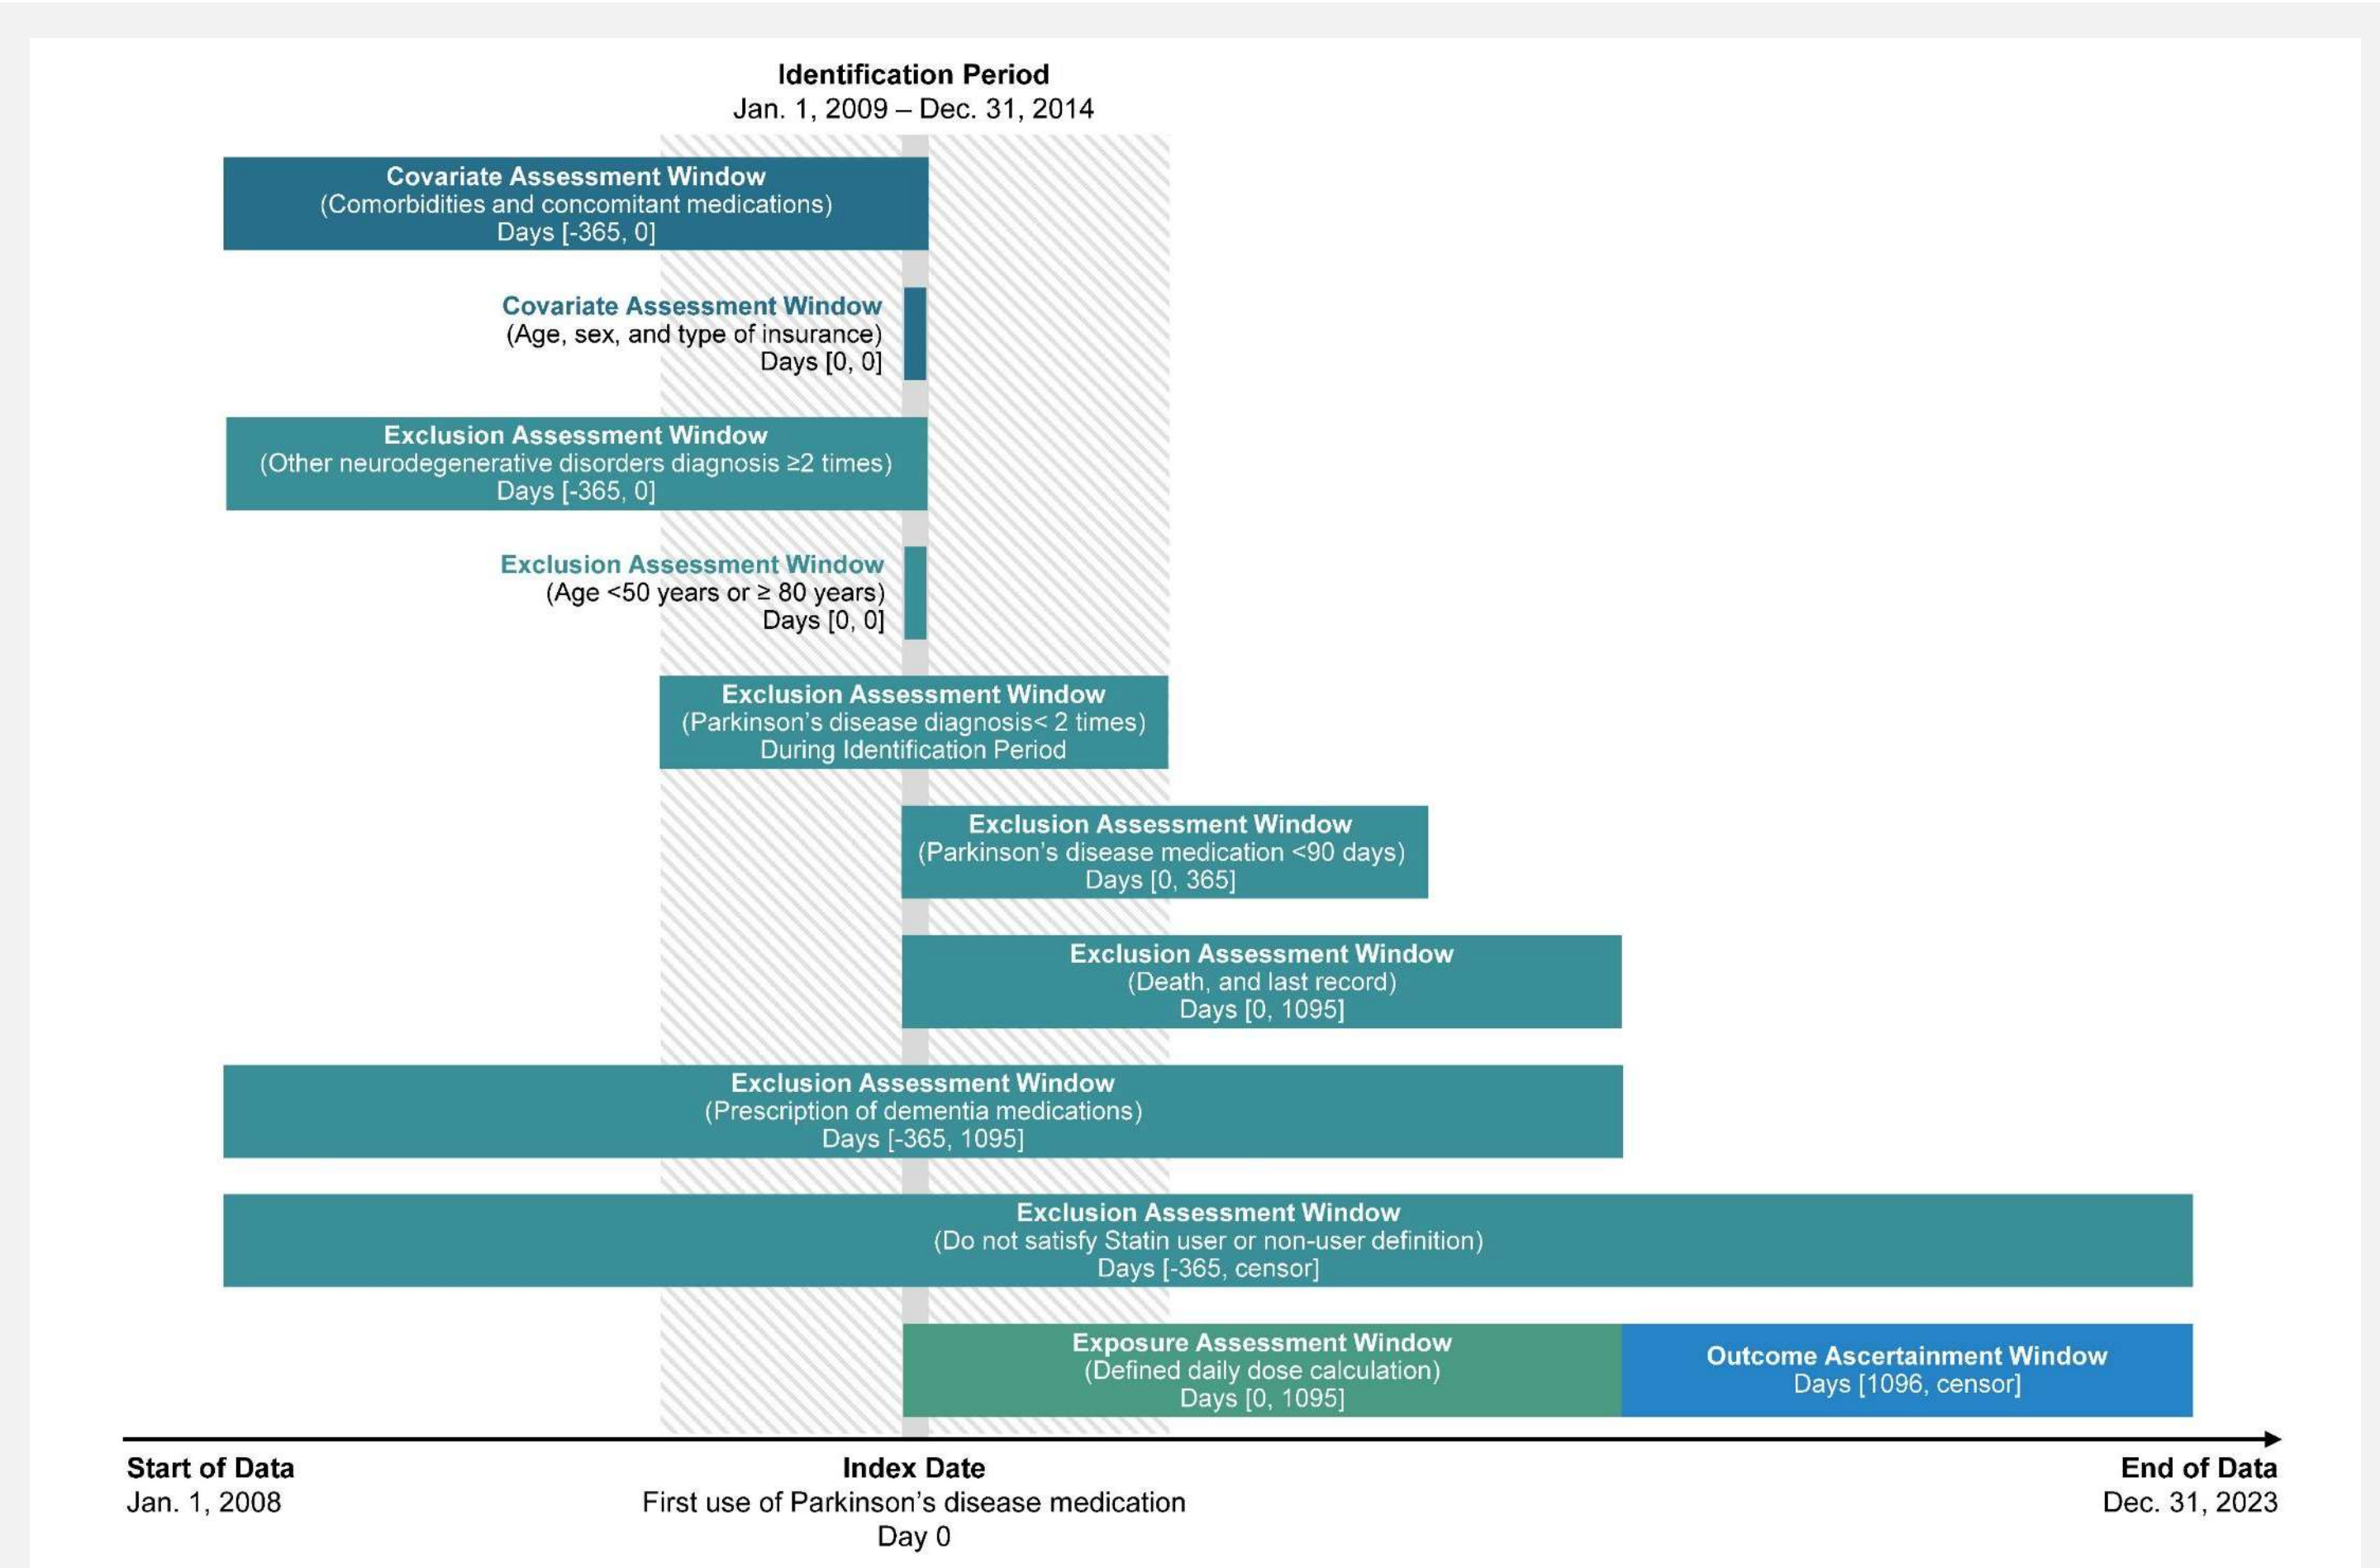 Identification Period
Jan. 1, 2009 – Dec. 31, 2014
Covariate Assessment Window
(Comorbidities and concomitant medications)
Days [-365, 0]
Covariate Assessment Window
(Age, sex, and type of insurance)
Days [0, 0]
Exclusion Assessment Window
(Other neurodegenerative disorders diagnosis ≥2 times)
Days [-365, 0]
Exclusion Assessment Window
(Age <50 years or ≥ 80 years)
Days [0, 0]
Exclusion Assessment Window
(Parkinson's disease diagnosis< 2 times)
During Identification Period
Exclusion Assessment Window
(Parkinson's disease medication <90 days)
Days [0, 365]
Exclusion Assessment Window
(Death, and last record)
Days [0, 1095]
Exclusion Assessment Window
(Prescription of dementia medications)
Days [-365, 1095]
Exclusion Assessment Window
(Do not satisfy Statin user or non-user definition)
Days [-365, censor]
Exposure Assessment Window
(Defined daily dose calculation)
Days [0, 1095]
Outcome Ascertainment Window
Days [1096, censor]
Start of Data
Jan. 1, 2008
Index Date
First use of Parkinson's disease medication
Day 0
End of Data
Dec. 31, 2023